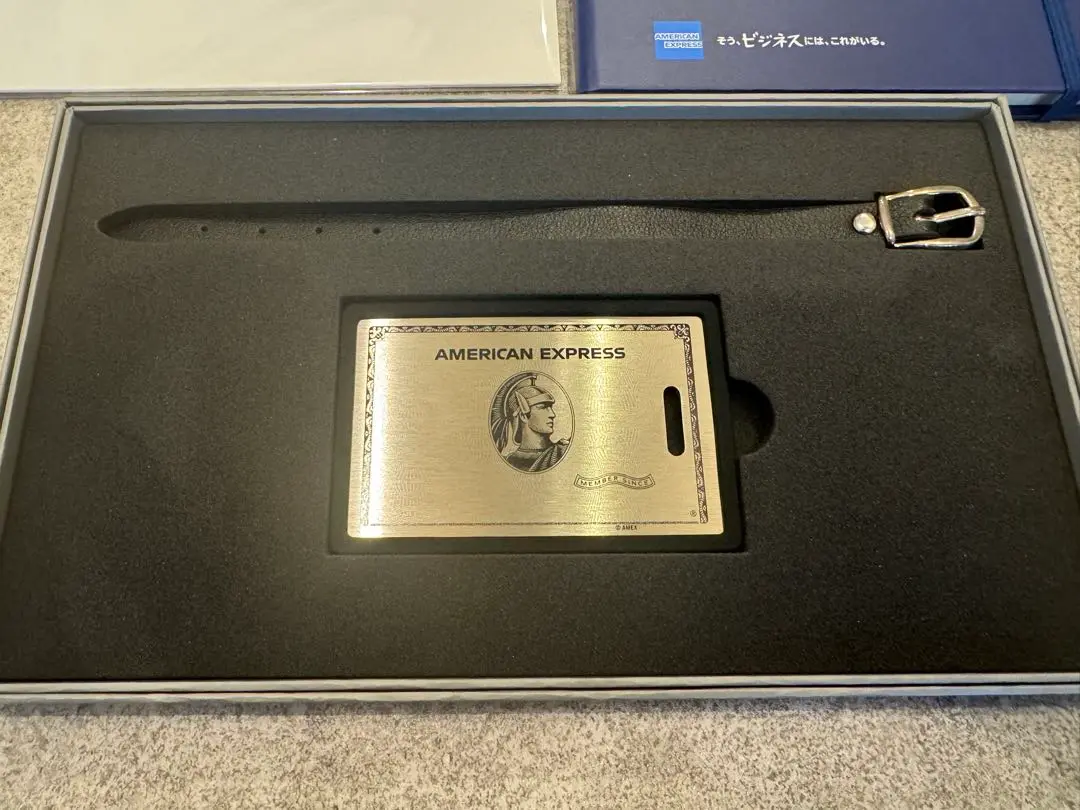 AMERICAN
EXPRESS
そう、ビジネスには、これがいる。
AMERICAN EXPRESS
MEMBER SINCE
®
© AMEX